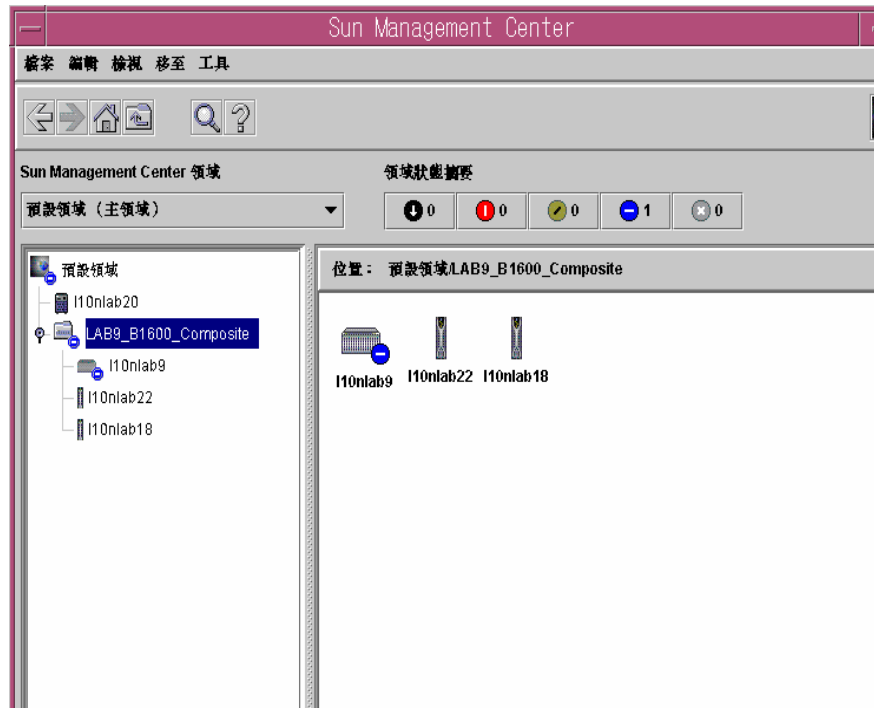 Sun Management Center
檔案 編輯 檢視 移至 工具
Sun Management Center 領域
領域狀態摘要
預設領域（主領域）
0 0 0 1 0
預設領域
l10nlab20
LAB9_B1600_Composite
l10nlab9
l10nlab22
l10nlab18
位置： 預設領域/LAB9_B1600_Composite
l10nlab9 l10nlab22 l10nlab18